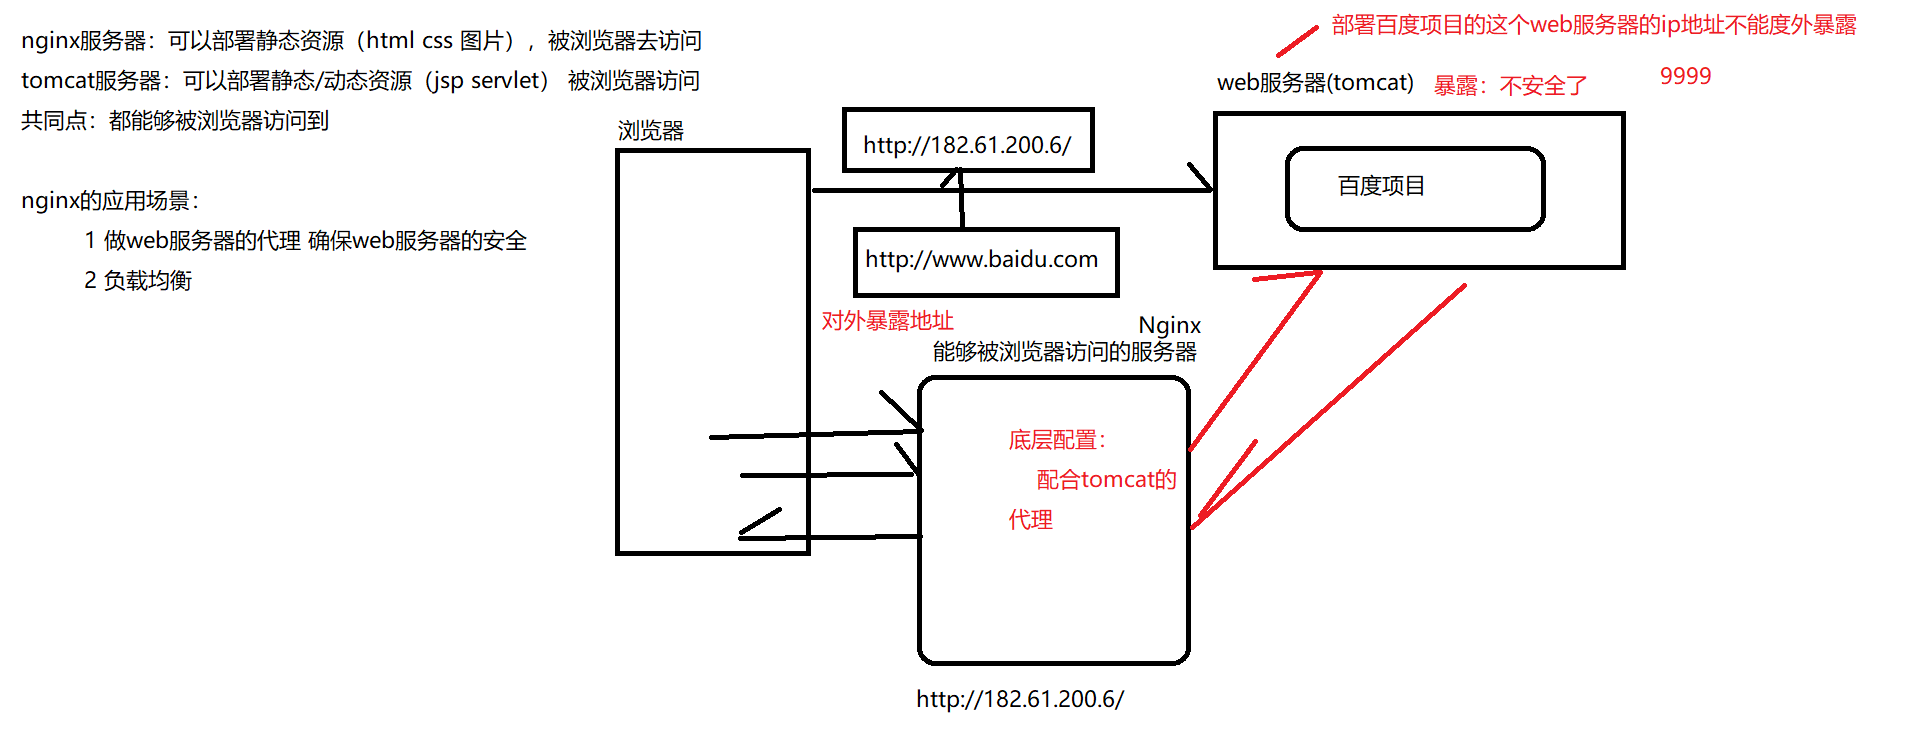 nginx服务器：可以部署静态资源（html css 图片），被浏览器去访问
tomcat服务器：可以部署静态/动态资源（jsp servlet） 被浏览器访问
共同点：都能够被浏览器访问到
nginx的应用场景：
1 做web服务器的代理 确保web服务器的安全
2 负载均衡
部署百度项目的这个web服务器的ip地址不能度外暴露
web服务器(tomcat)
暴露：不安全了
9999
浏览器
http://182.61.200.6/
百度项目
http://www.baidu.com
对外暴露地址
Nginx
能够被浏览器访问的服务器
底层配置：
配合tomcat的
代理
http://182.61.200.6/